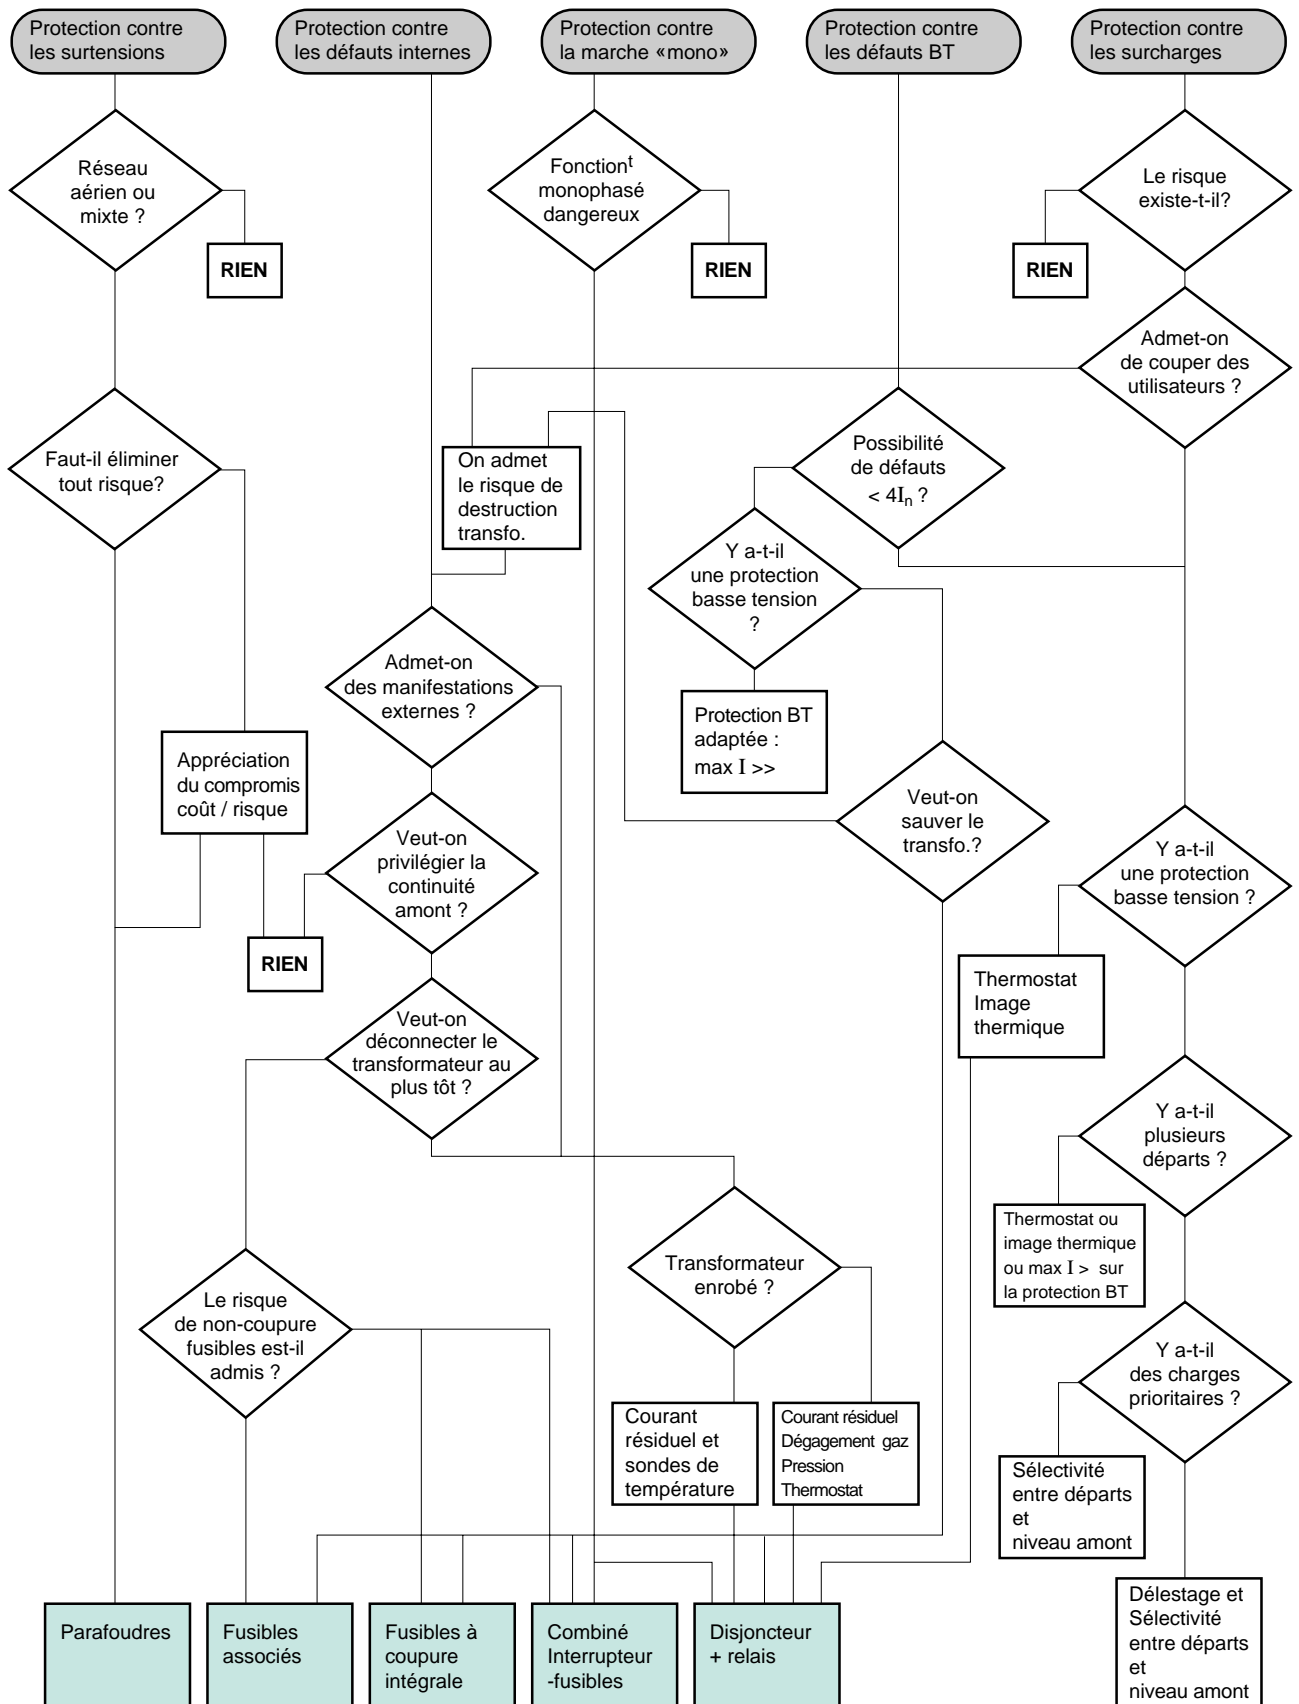 Protection contre
les surtensions
Protection contre
les défauts internes
Protection contre
la marche «mono»
Protection contre
les défauts BT
Protection contre
les surcharges
Réseau
aérien ou
mixte ?
RIEN
Fonctionᵗ
monophasé
dangereux
RIEN
Le risque
existe-t-il?
RIEN
Admet-on
de couper des
utilisateurs ?
Faut-il éliminer
tout risque?
On admet
le risque de
destruction
transfo.
Possibilité
de défauts
< 4Iₙ ?
Y a-t-il
une protection
basse tension
?
Admet-on
des manifestations
externes ?
Protection BT
adaptée :
max I >>
Appréciation
du compromis
coût / risque
Veut-on
privilégier la
continuité
amont ?
Veut-on
sauver le
transfo.?
Y a-t-il
une protection
basse tension ?
RIEN
Thermostat
Image
thermique
Veut-on
déconnecter le
transformateur au
plus tôt ?
Y a-t-il
plusieurs
départs ?
Thermostat ou
image thermique
ou max I > sur
la protection BT
Transformateur
enrobé ?
Le risque
de non-coupure
fusibles est-il
admis ?
Y a-t-il
des charges
prioritaires ?
Courant
résiduel et
sondes de
température
Courant résiduel
Dégagement gaz
Pression
Thermostat
Sélectivité
entre départs
et
niveau amont
Délestage et
Sélectivité
entre départs
et
niveau amont
Parafoudres
Fusibles
associés
Fusibles à
coupure
intégrale
Combiné
Interrupteur
-fusibles
Disjoncteur
+ relais